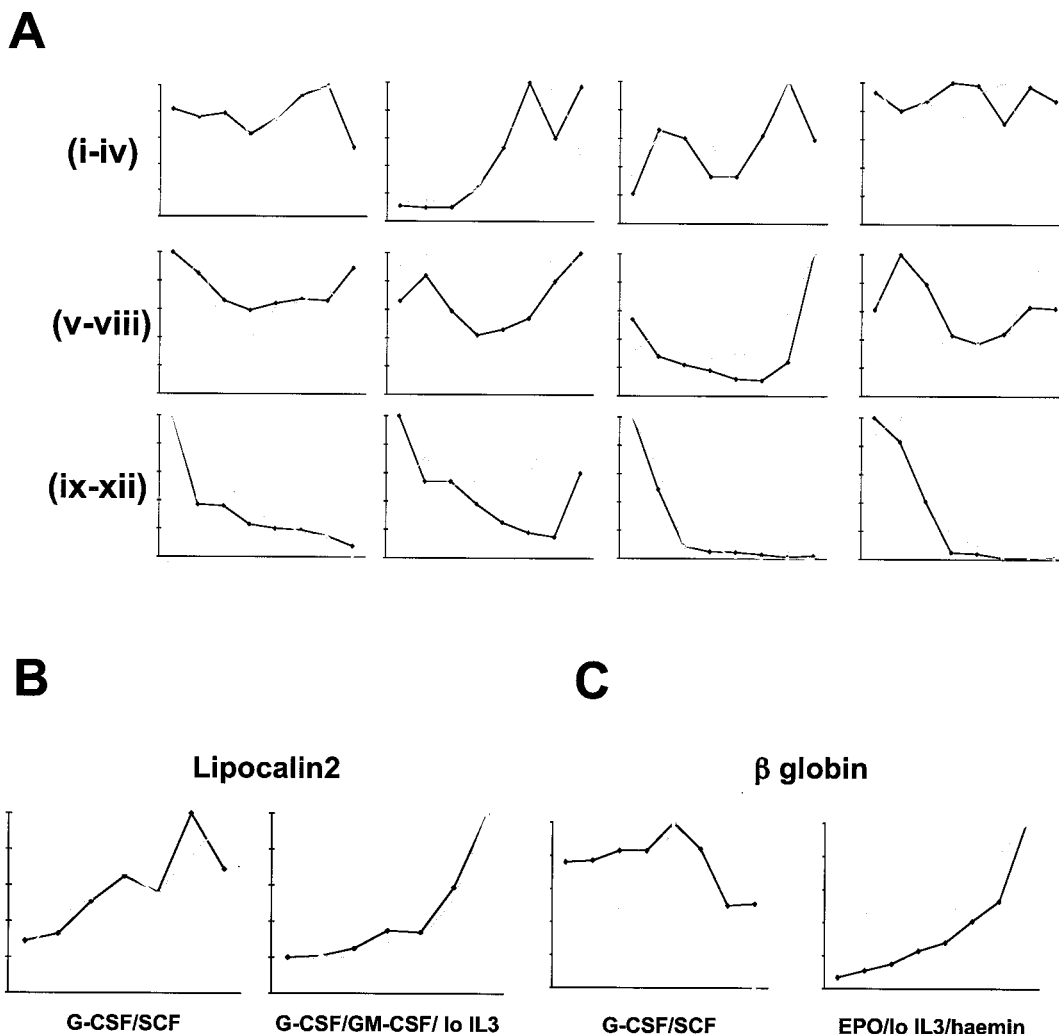 A
(i-iv)
(v-viii)
(ix-xii)
B
C
Lipocalin2
β globin
G-CSF/SCF
G-CSF/GM-CSF/ lo IL3
G-CSF/SCF
EPO/lo IL3/haemin